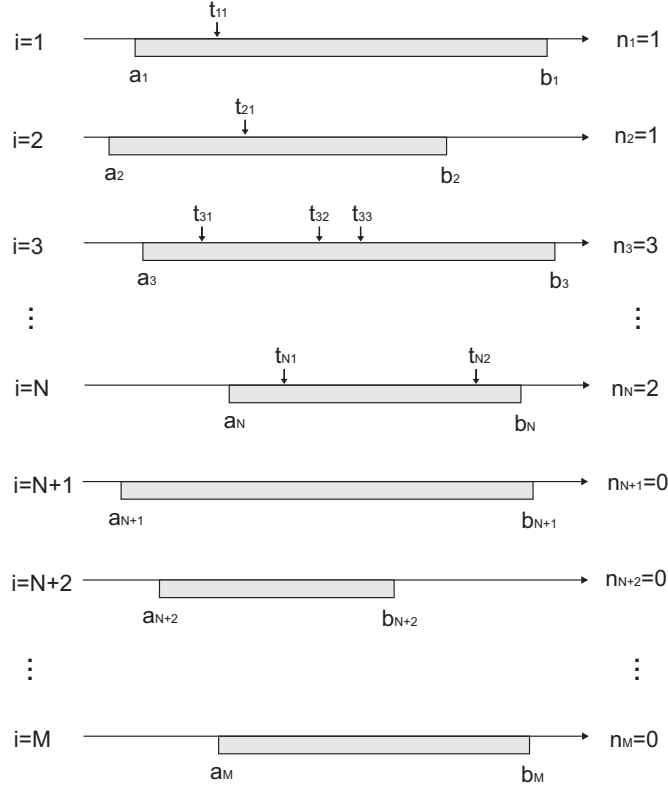 t11
i=1 n1=1
a1 b1
t21
i=2 n2=1
a2 b2
t31 t32 t33
i=3 n3=3
a3 b3
⋮ ⋮
tN1 tN2
i=N nN=2
aN bN
i=N+1 nN+1=0
aN+1 bN+1
i=N+2 nN+2=0
aN+2 bN+2
⋮ ⋮
i=M nM=0
aM bM